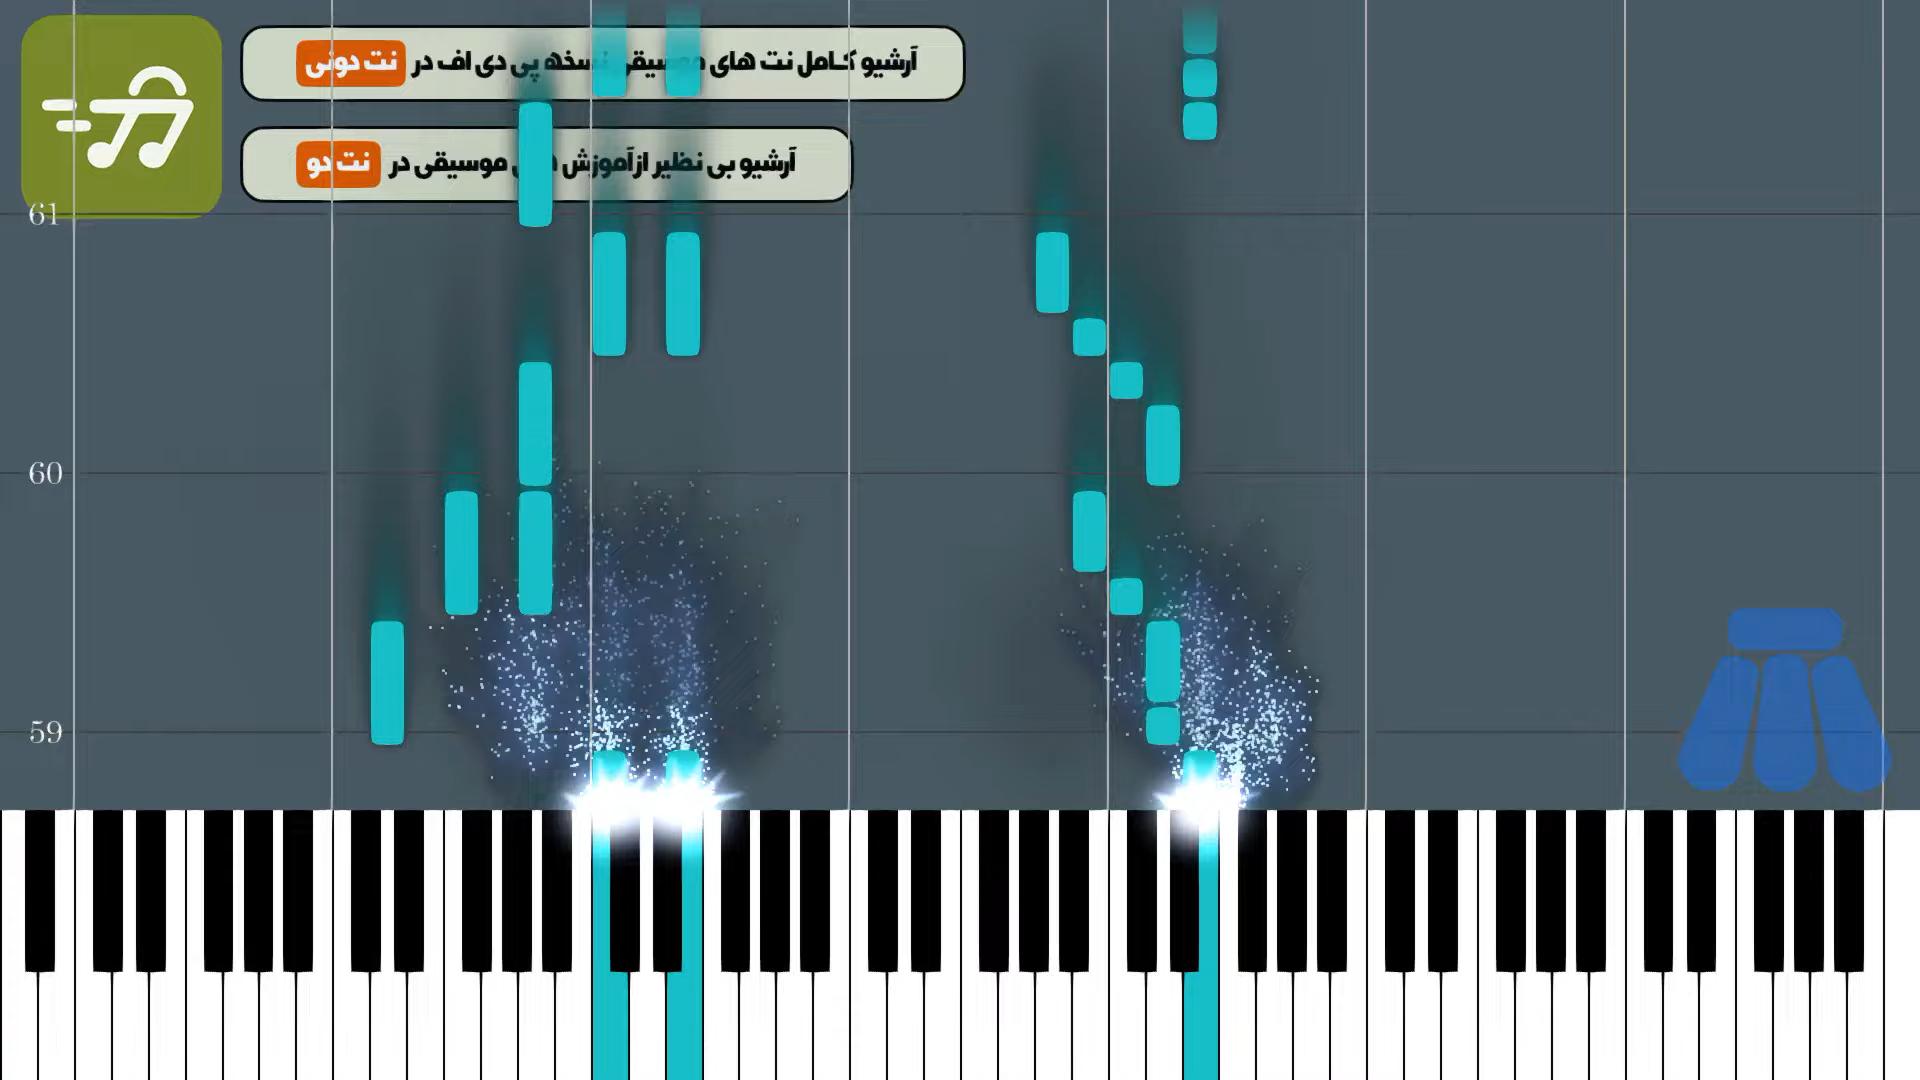 آرشیو کامل نت های موسیقی نسخه پی دی اف در نت دونی
آرشیو بی نظیر از آموزش موسیقی در نت دو
61
60
59